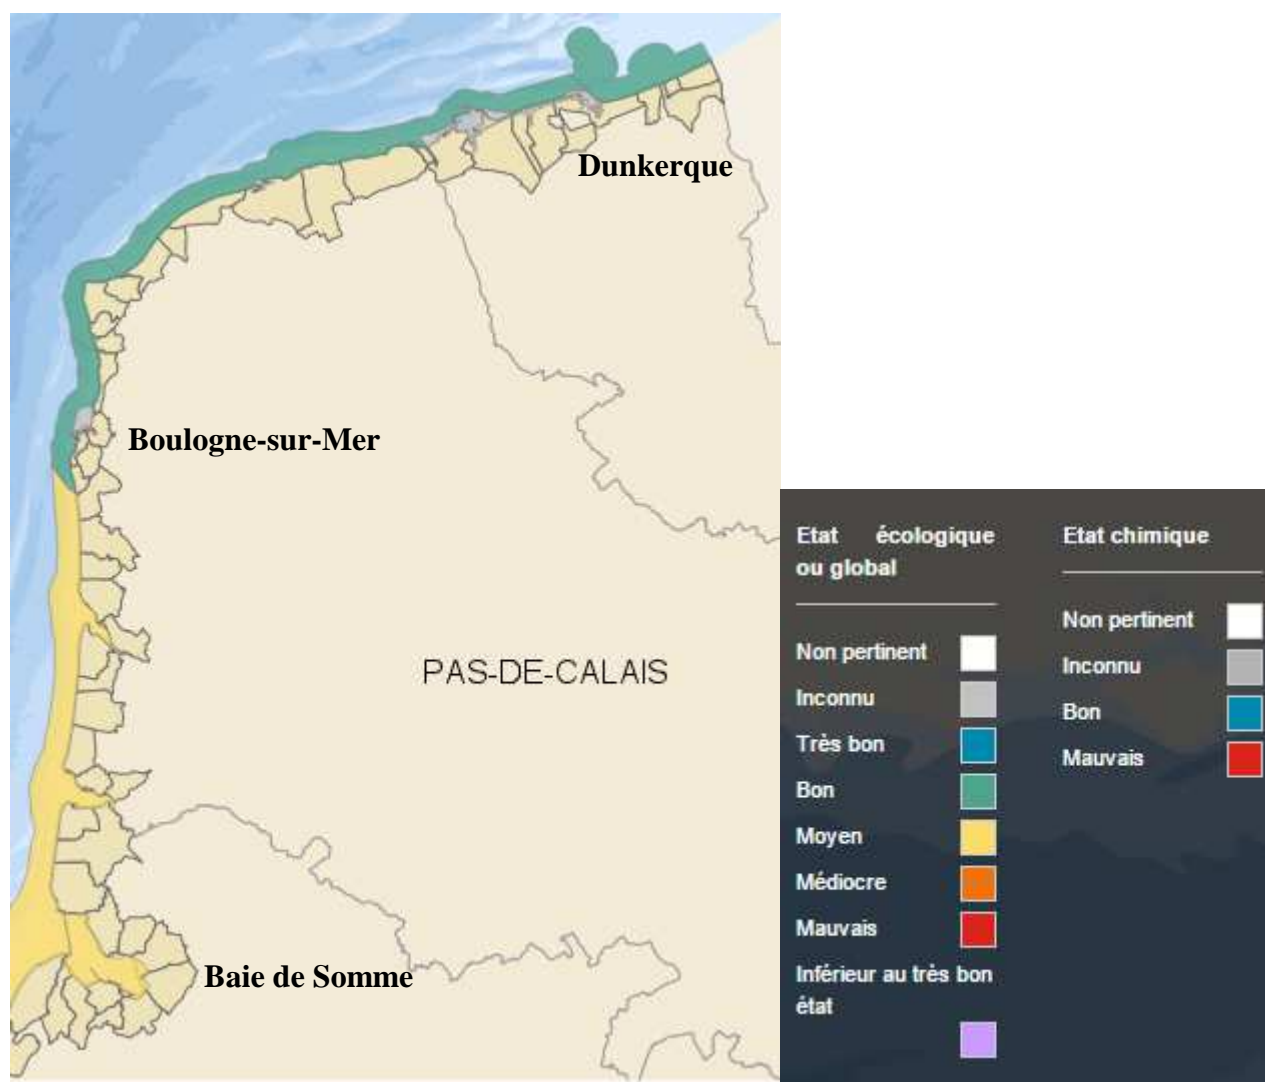 Dunkerque
Boulogne-sur-Mer
PAS-DE-CALAIS
Baie de Somme
Etat écologique
ou global
Non pertinent
Inconnu
Très bon
Bon
Moyen
Médiocre
Mauvais
Inférieur au très bon
état
Etat chimique
Non pertinent
Inconnu
Bon
Mauvais